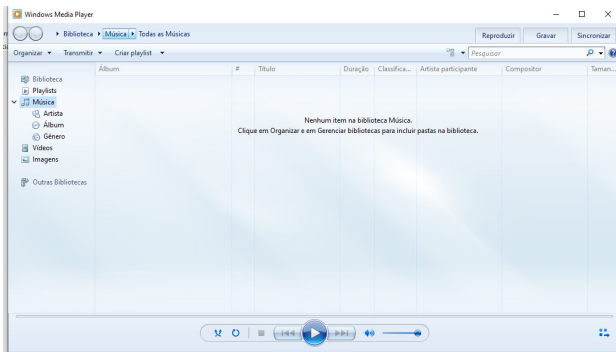 Windows Media Player
Biblioteca Música Todas as Músicas
Reproduzir Gravar Sincronizar
Organizar Transmitir Criar playlist Pesquisar
Álbum # Título Duração Classifica... Artista participante Compositor Taman...
Biblioteca
Playlists
Música
Artista
Álbum
Gênero
Vídeos
Imagens
Outras Bibliotecas
Nenhum item na biblioteca Música.
Clique em Organizar e em Gerenciar bibliotecas para incluir pastas na biblioteca.